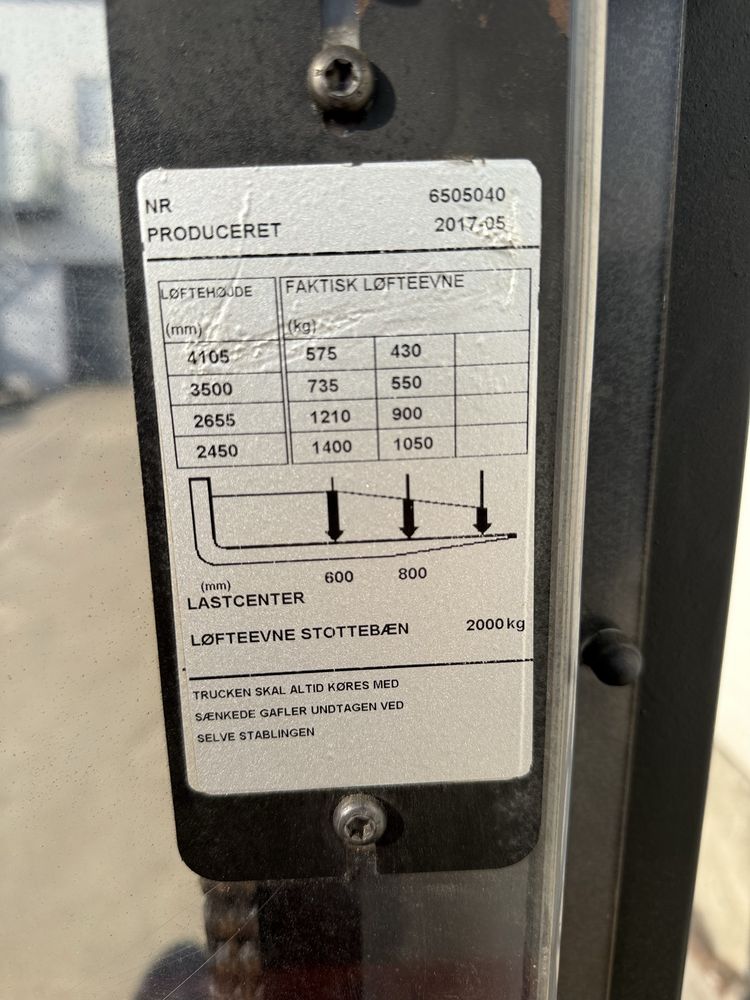 NR 6505040
PRODUCERET 2017-05
LØFTEHØJDE (mm) FAKTISK LØFTEEVNE (kg)
4105 575 430
3500 735 550
2655 1210 900
2450 1400 1050
600 800
(mm)
LASTCENTER
LØFTEEVNE STOTTEBÆN 2000 kg
TRUCKEN SKAL ALTID KØRES MED
SÆNKEDE GAFLER UNDTAGEN VED
SELVE STABLINGEN